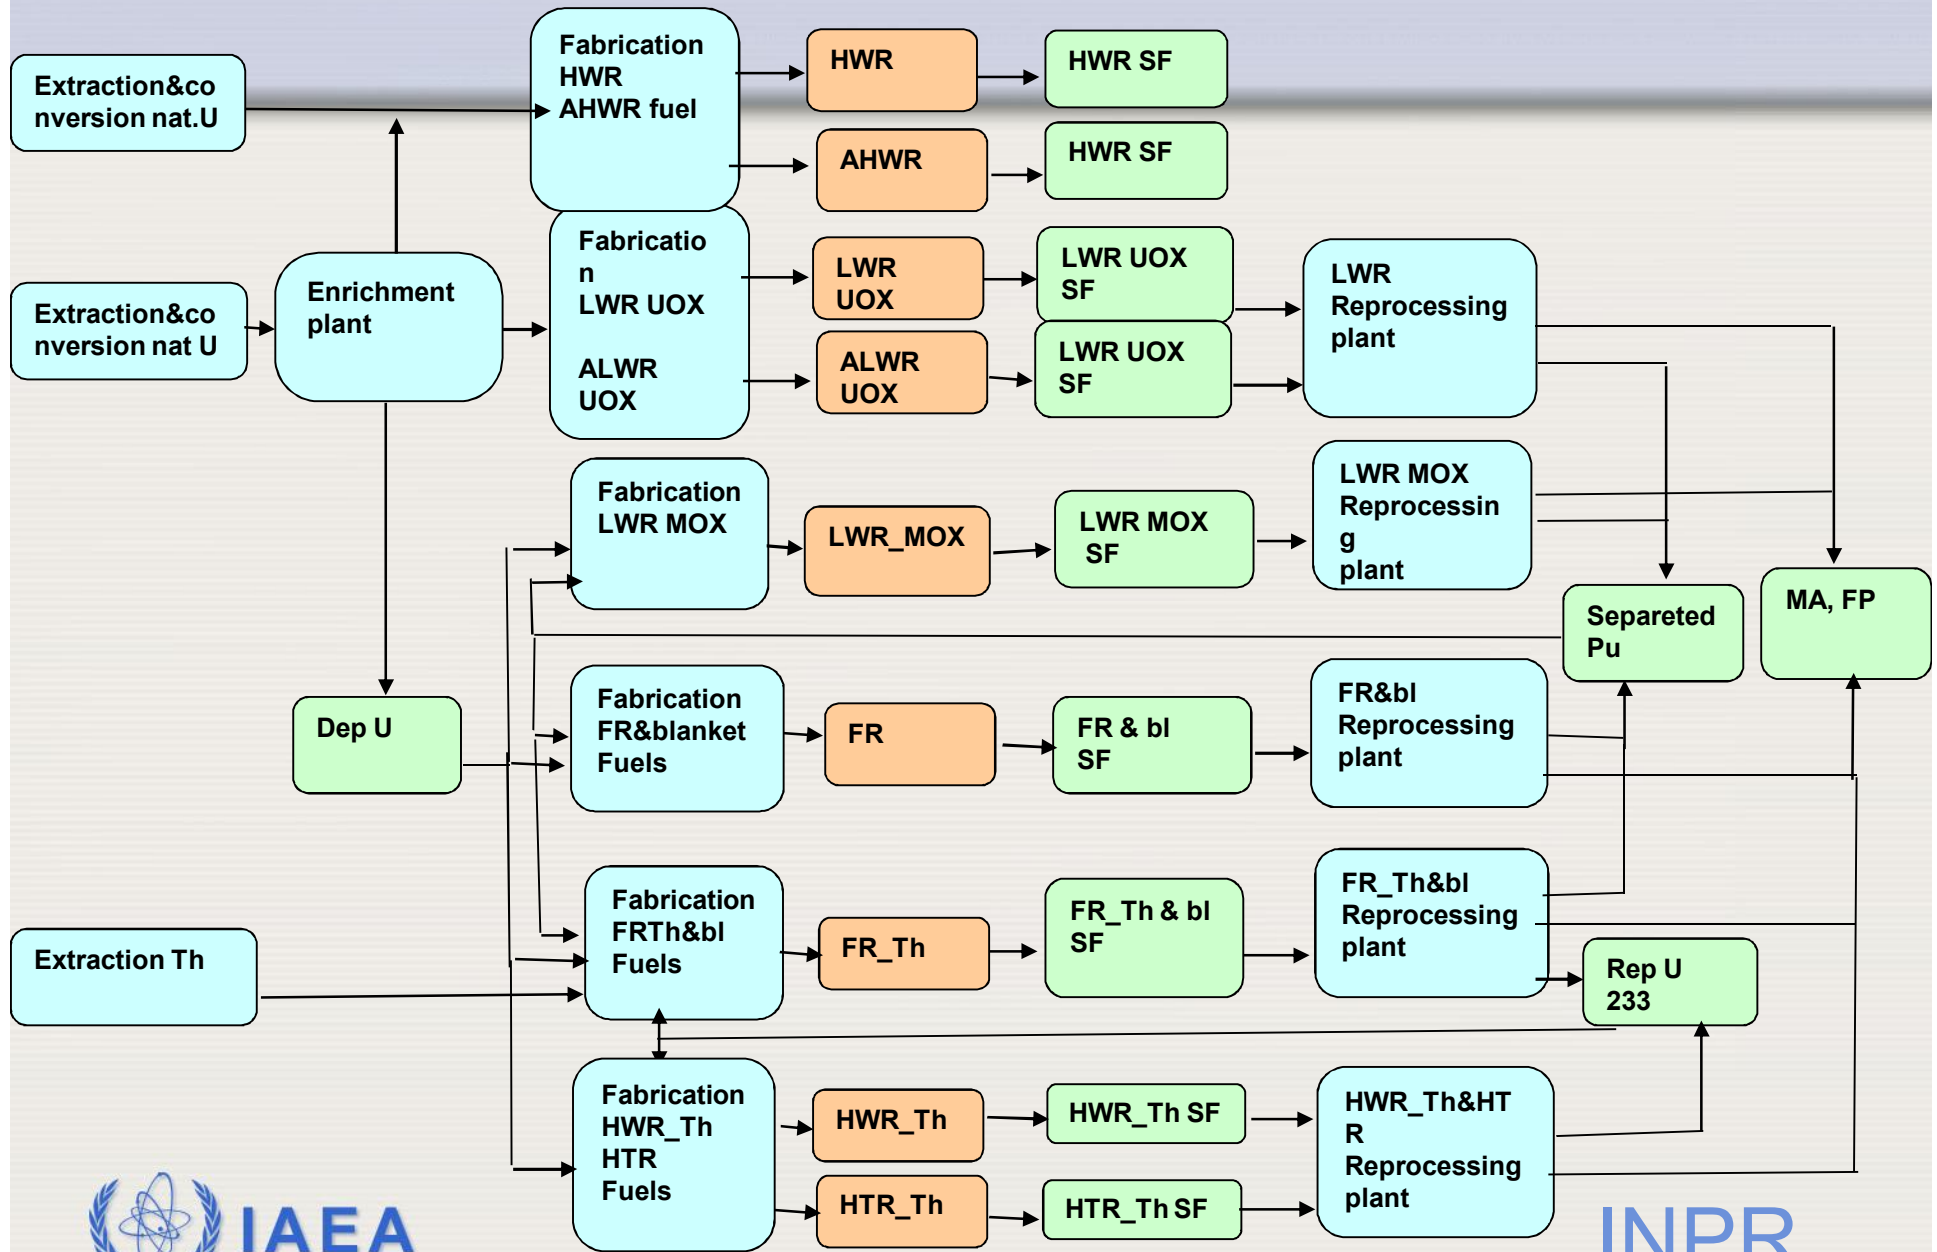 Extraction&co
nversion nat.U
Fabrication
HWR
AHWR fuel
HWR
HWR SF
AHWR
HWR SF
Extraction&co
nversion nat U
Enrichment
plant
Fabricatio
n
LWR UOX
ALWR
UOX
LWR
UOX
LWR UOX
SF
ALWR
UOX
LWR UOX
SF
LWR
Reprocessing
plant
Fabrication
LWR MOX
LWR_MOX
LWR MOX
SF
LWR MOX
Reprocessin
g
plant
Separeted
Pu
MA, FP
Dep U
Fabrication
FR&blanket
Fuels
FR
FR & bl
SF
FR&bl
Reprocessing
plant
Extraction Th
Fabrication
FRTh&bl
Fuels
FR_Th
FR_Th & bl
SF
FR_Th&bl
Reprocessing
plant
Rep U
233
Fabrication
HWR_Th
HTR
Fuels
HWR_Th
HWR_Th SF
HTR_Th
HTR_Th SF
HWR_Th&HT
R
Reprocessing
plant
IAEA
INPR